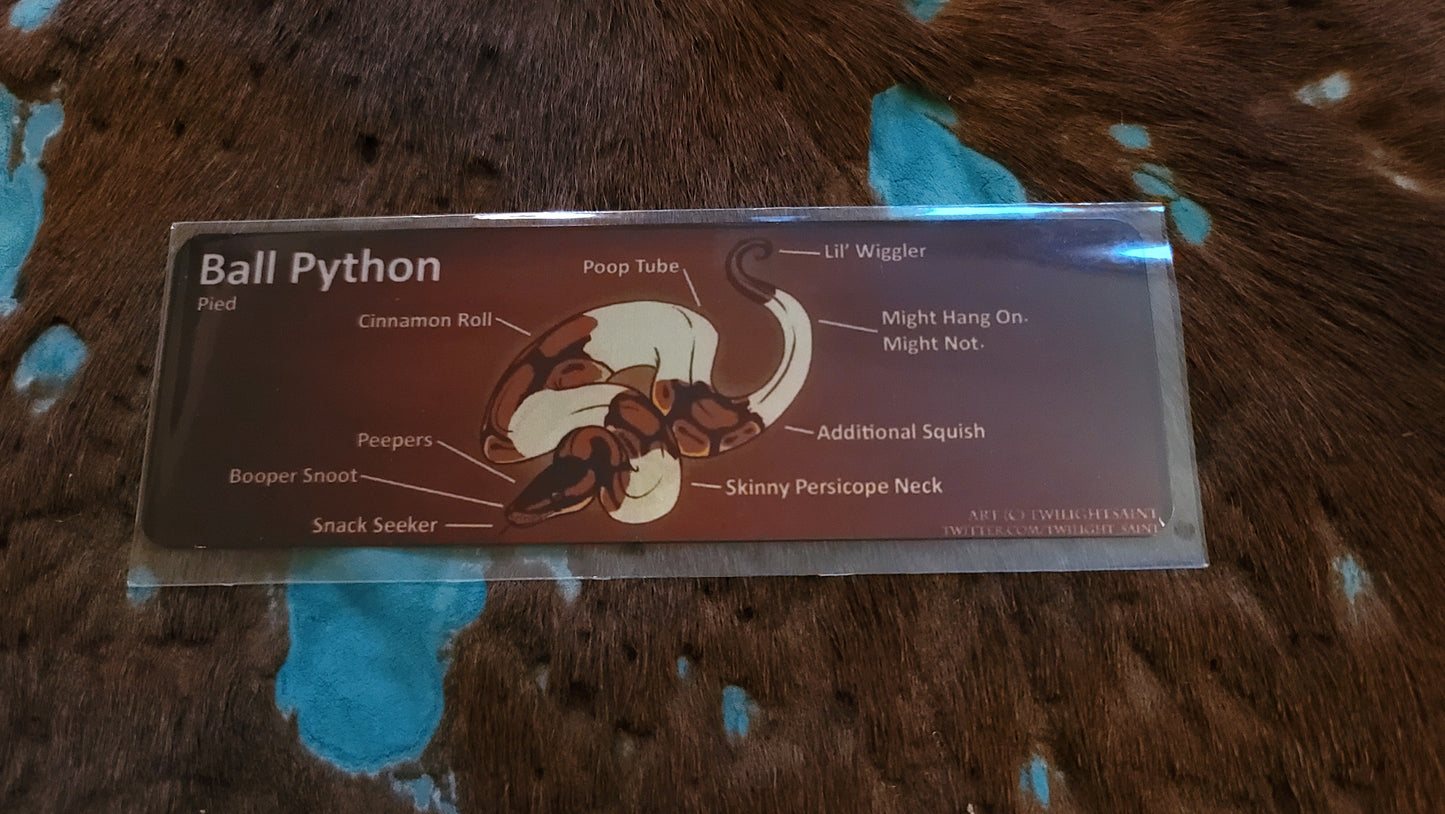 Ball Python
Pied
Lil' Wiggler
Poop Tube
Cinnamon Roll
Might Hang On.
Might Not.
Peepers
Additional Squish
Booper Snoot
Skinny Persicope Neck
Snack Seeker
ART (C) TWILIGHTSAINT
TWITTER.COM/TWILIGHT_SAINT